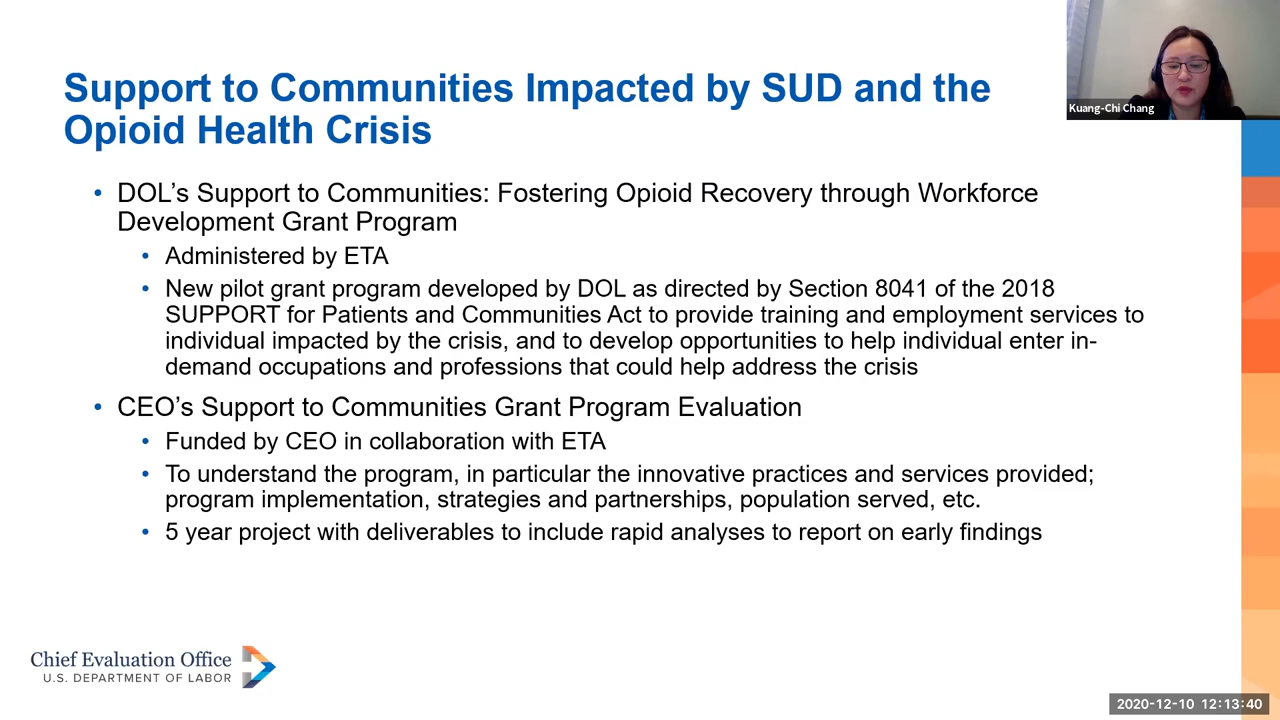 Support to Communities Impacted by SUD and the
Opioid Health Crisis
Kuang-Chi Chang
• DOL’s Support to Communities: Fostering Opioid Recovery through Workforce
Development Grant Program
• Administered by ETA
• New pilot grant program developed by DOL as directed by Section 8041 of the 2018
SUPPORT for Patients and Communities Act to provide training and employment services to
individual impacted by the crisis, and to develop opportunities to help individual enter in-
demand occupations and professions that could help address the crisis
• CEO’s Support to Communities Grant Program Evaluation
• Funded by CEO in collaboration with ETA
• To understand the program, in particular the innovative practices and services provided;
program implementation, strategies and partnerships, population served, etc.
• 5 year project with deliverables to include rapid analyses to report on early findings
Chief Evaluation Office
U.S. DEPARTMENT OF LABOR
2020-12-10 12:13:40